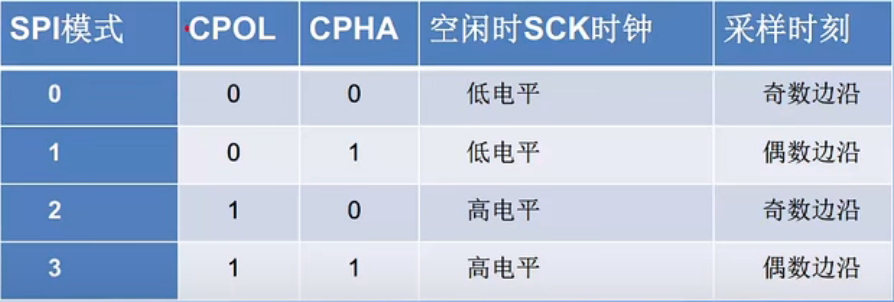 SPI模式 CPOL CPHA 空闲时SCK时钟 采样时刻
0 0 0 低电平 奇数边沿
1 0 1 低电平 偶数边沿
2 1 0 高电平 奇数边沿
3 1 1 高电平 偶数边沿